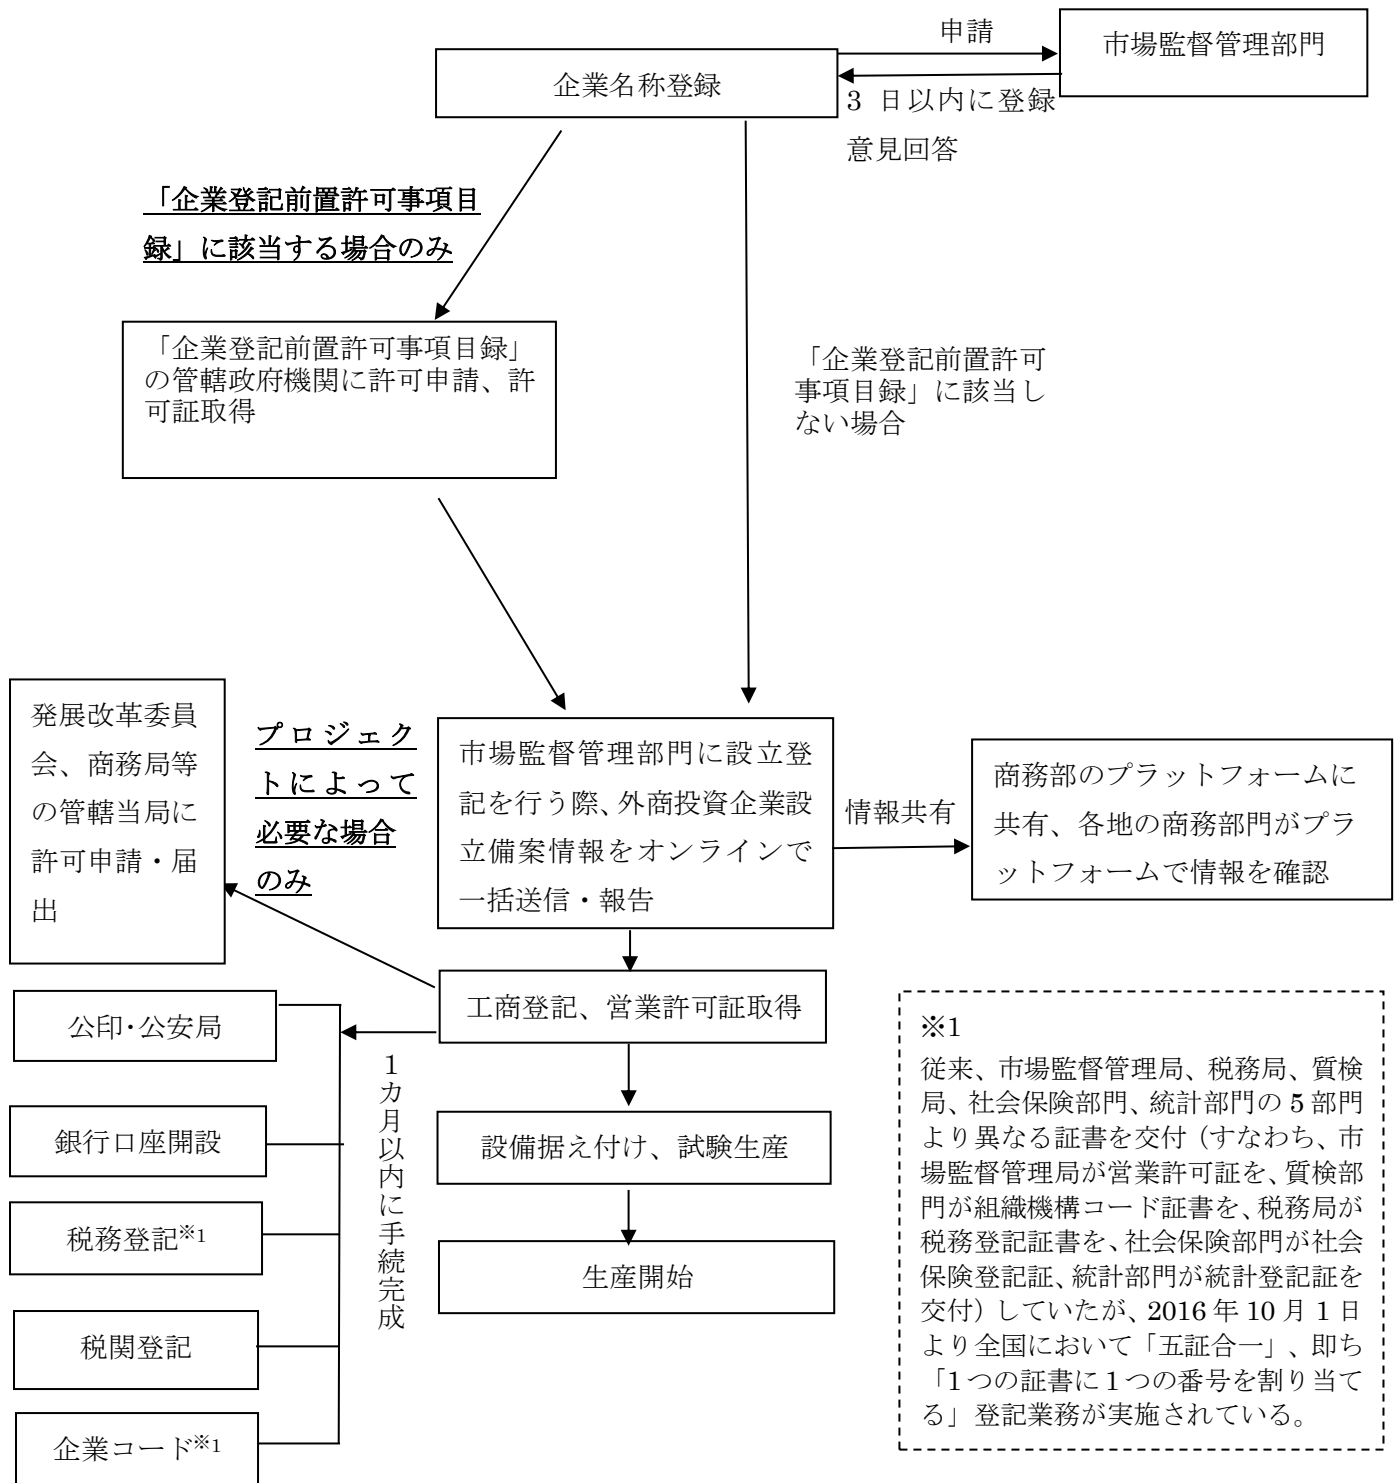 申請
市場監督管理部門
企業名称登録
3 日以内に登録
意見回答
「企業登記前置許可事項目
録」に該当する場合のみ
「企業登記前置許可事項目録」
の管轄政府機関に許可申請、許
可証取得
「企業登記前置許可
事項目録」に該当し
ない場合
発展改革委員
会、商務局等
の管轄当局に
許可申請・届
出
プロジェク
トによって
必要な場合
のみ
市場監督管理部門に設立登
記を行う際、外商投資企業設
立備案情報をオンラインで
一括送信・報告
情報共有
商務部のプラットフォームに
共有、各地の商務部門がプラ
ットフォームで情報を確認
工商登記、営業許可証取得
公印・公安局
銀行口座開設
税務登記※1
税関登記
企業コード※1
1カ月以内に手続完成
設備据え付け、試験生産
生産開始
※1
従来、市場監督管理局、税務局、質検
局、社会保険部門、統計部門の 5 部門
より異なる証書を交付（すなわち、市
場監督管理局が営業許可証を、質検部
門が組織機構コード証書を、税務局が
税務登記証書を、社会保険部門が社会
保険登記証、統計部門が統計登記証を
交付）していたが、2016 年 10 月 1 日
より全国において「五証合一」、即ち
「1つの証書に1つの番号を割り当て
る」登記業務が実施されている。